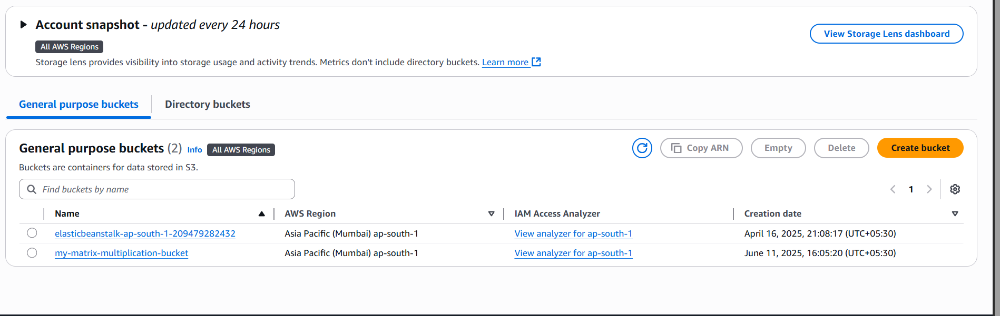 Account snapshot - updated every 24 hours
View Storage Lens dashboard
All AWS Regions
Storage lens provides visibility into storage usage and activity trends. Metrics don't include directory buckets. Learn more
General purpose buckets Directory buckets
General purpose buckets (2) Info All AWS Regions
Copy ARN Empty Delete Create bucket
Buckets are containers for data stored in S3.
Find buckets by name
1
Name AWS Region IAM Access Analyzer Creation date
elasticbeanstalk-ap-south-1-209479282432 Asia Pacific (Mumbai) ap-south-1 View analyzer for ap-south-1 April 16, 2025, 21:08:17 (UTC+05:30)
my-matrix-multiplication-bucket Asia Pacific (Mumbai) ap-south-1 View analyzer for ap-south-1 June 11, 2025, 16:05:20 (UTC+05:30)